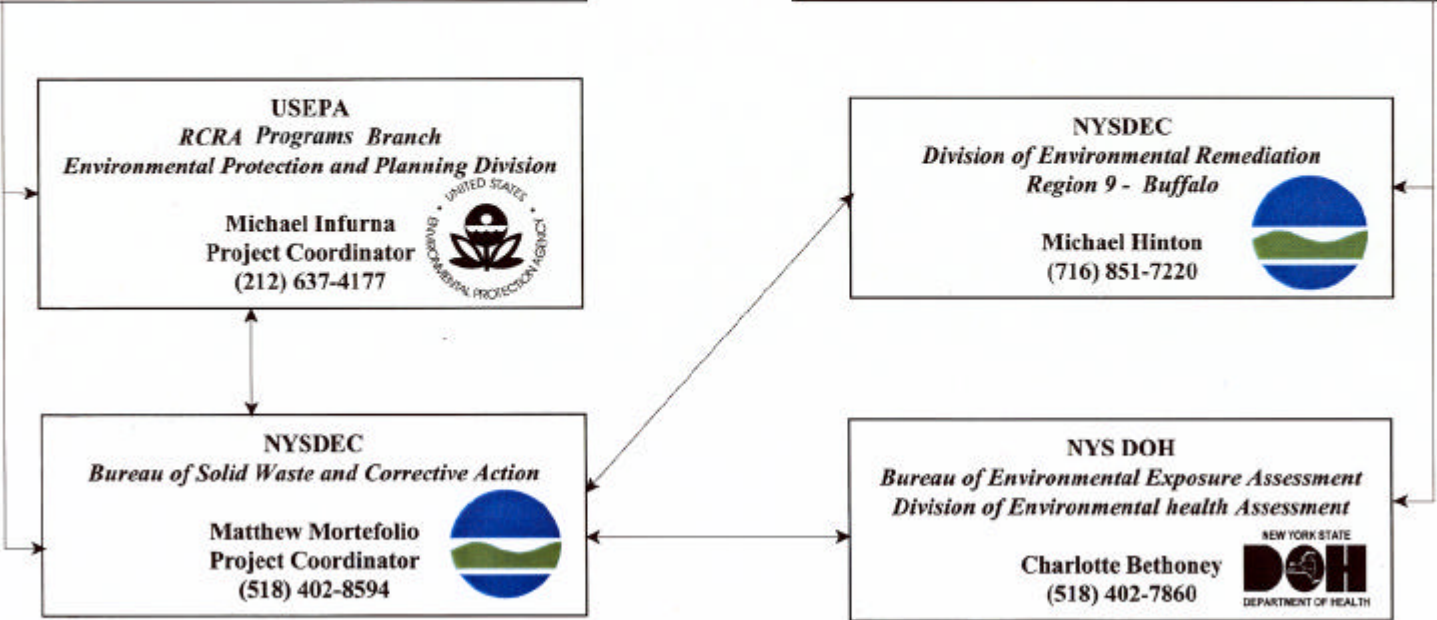 USEPA
RCRA Programs Branch
Environmental Protection and Planning Division
Michael Infurna
Project Coordinator
(212) 637-4177
UNITED STATES
ENVIRONMENTAL PROTECTION AGENCY
NYSDEC
Division of Environmental Remediation
Region 9 - Buffalo
Michael Hinton
(716) 851-7220
NYSDEC
Bureau of Solid Waste and Corrective Action
Matthew Mortefolio
Project Coordinator
(518) 402-8594
NYS DOH
Bureau of Environmental Exposure Assessment
Division of Environmental health Assessment
Charlotte Bethoney
(518) 402-7860
NEW YORK STATE
DOH
DEPARTMENT OF HEALTH